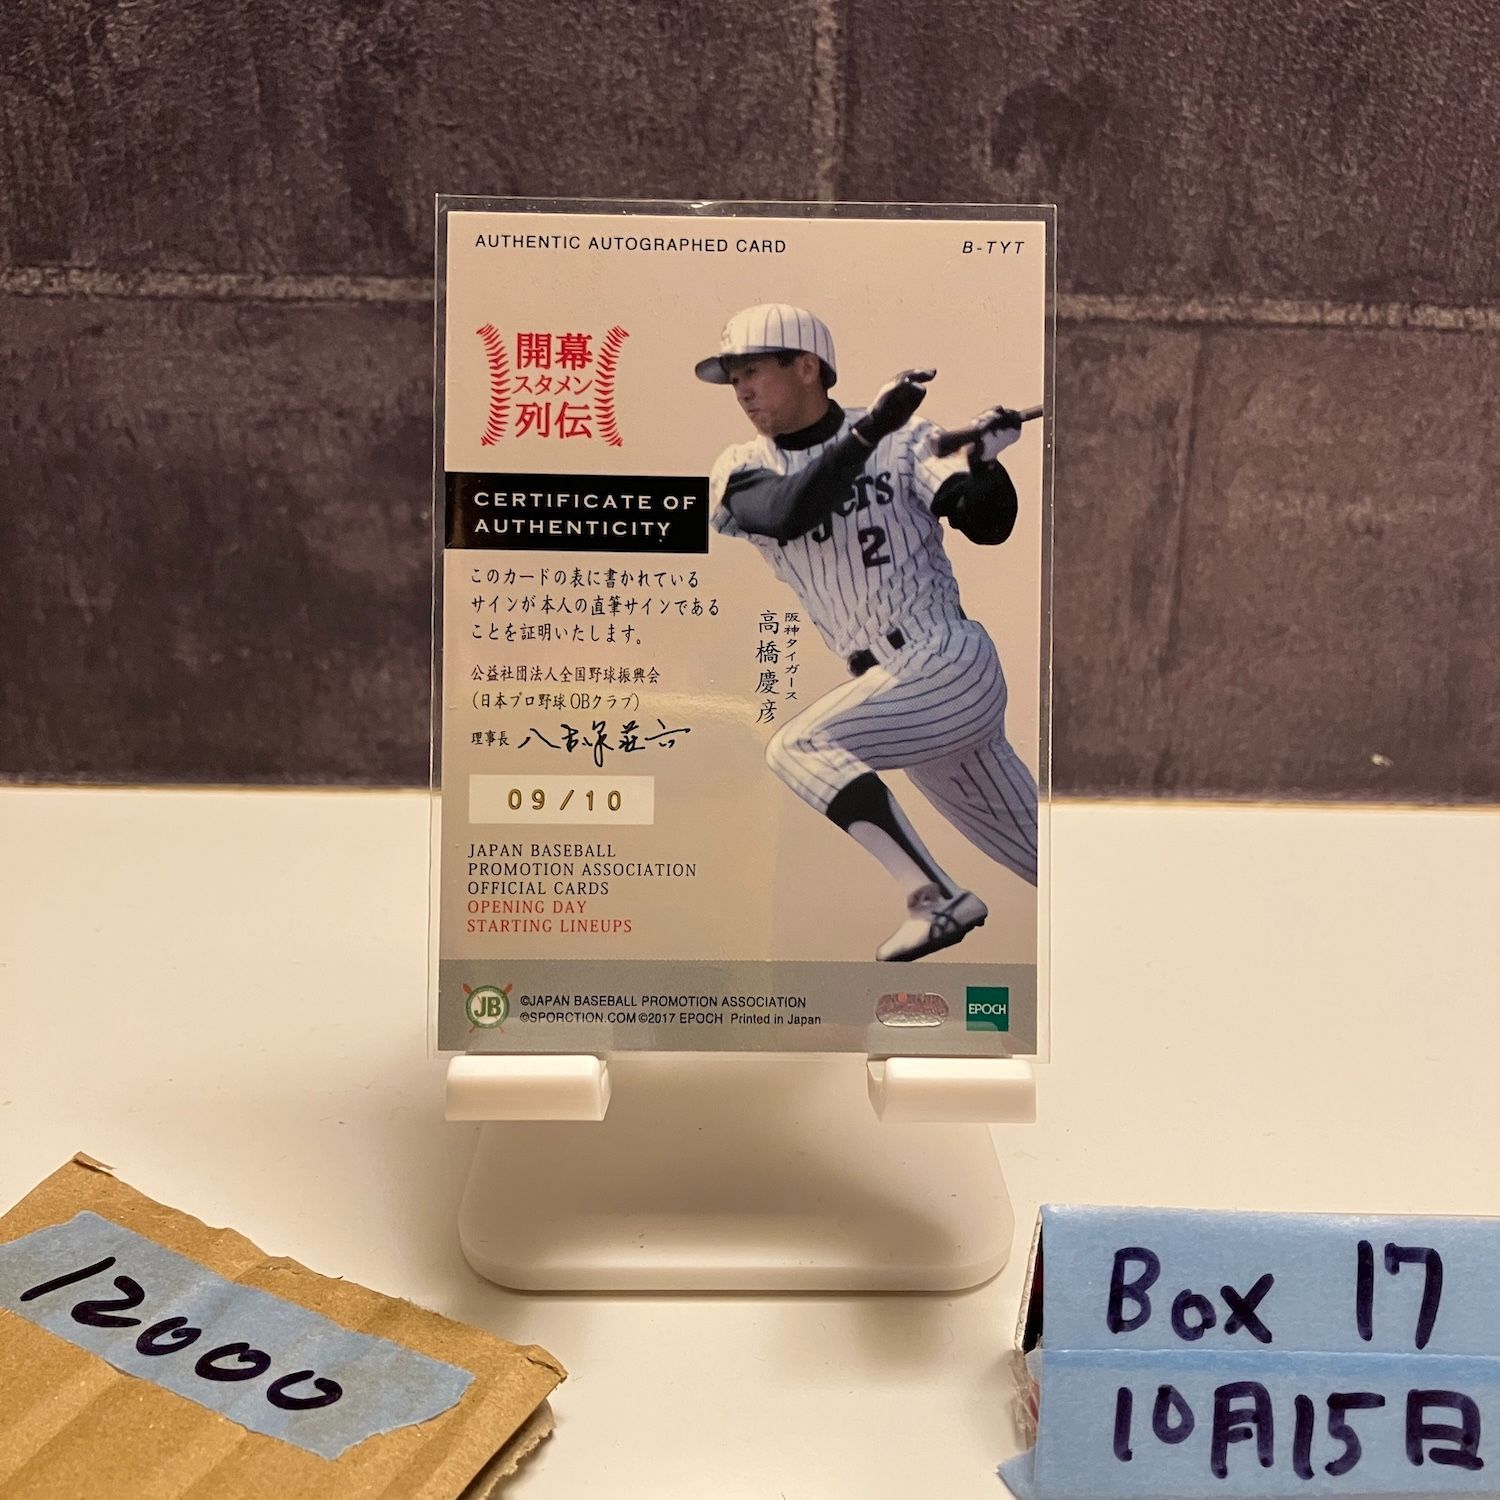 AUTHENTIC AUTOGRAPHED CARD
B-TYT
開幕
スタメン
列伝
CERTIFICATE OF
AUTHENTICITY
このカードの表に書かれている
サインが本人の直筆サインである
ことを証明いたします。
公益社団法人全国野球振興会
(日本プロ野球OBクラブ)
理事長 八木沢荘六
09/10
JAPAN BASEBALL
PROMOTION ASSOCIATION
OFFICIAL CARDS
OPENING DAY
STARTING LINEUPS
gers
2
阪神タイガース
高橋慶彦
JB
©JAPAN BASEBALL PROMOTION ASSOCIATION
©SPORCTION.COM ©2017 EPOCH Printed in Japan
EPOCH
12000
Box 17
10月15日